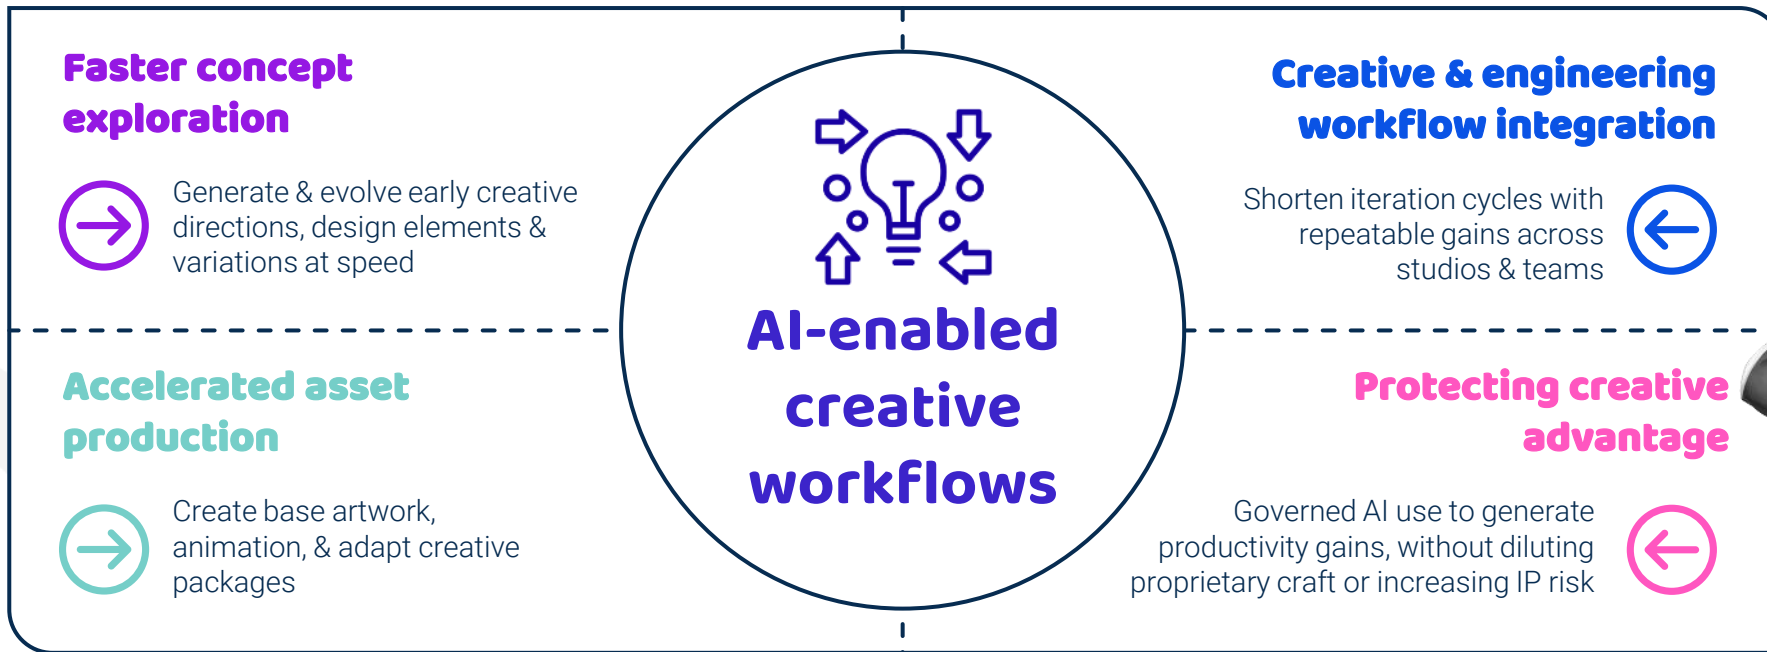 Faster concept
exploration
Generate & evolve early creative
directions, design elements &
variations at speed
Accelerated asset
production
Create base artwork,
animation, & adapt creative
packages
AI-enabled
creative
workflows
Creative & engineering
workflow integration
Shorten iteration cycles with
repeatable gains across
studios & teams
Protecting creative
advantage
Governed AI use to generate
productivity gains, without diluting
proprietary craft or increasing IP risk